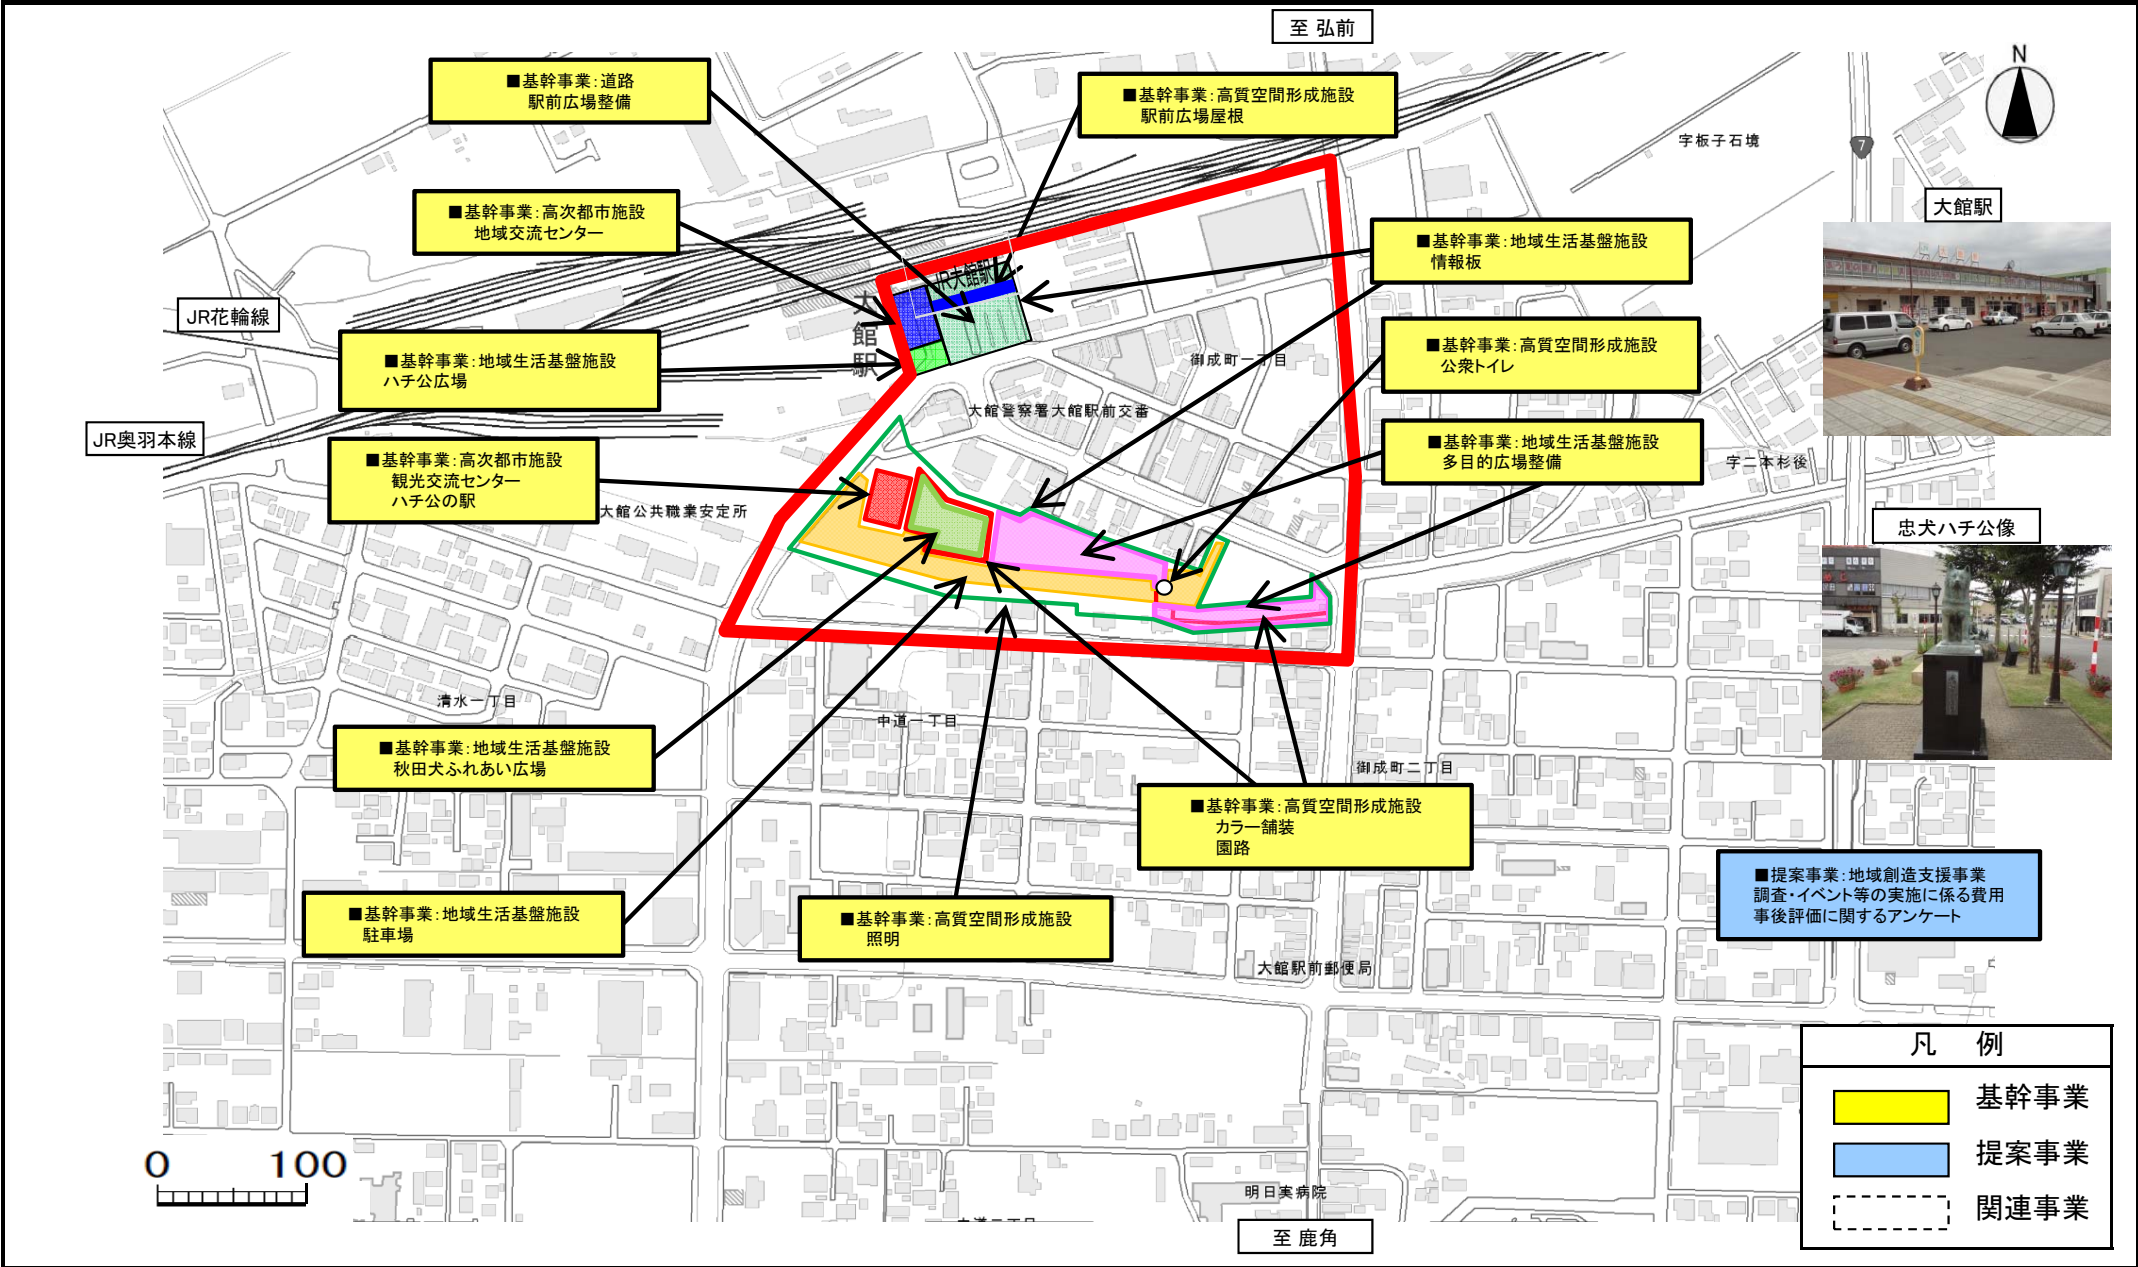 至 弘前
N
■基幹事業:道路
駅前広場整備
■基幹事業:高質空間形成施設
駅前広場屋根
字板子石境
7
大館駅
■基幹事業:高次都市施設
地域交流センター
■基幹事業:地域生活基盤施設
情報板
JR大館駅
大館駅
JR花輪線
■基幹事業:地域生活基盤施設
ハチ公広場
■基幹事業:高質空間形成施設
公衆トイレ
御成町一丁目
大館警察署大館駅前交番
JR奥羽本線
■基幹事業:高次都市施設
観光交流センター
ハチ公の駅
■基幹事業:地域生活基盤施設
多目的広場整備
字二本杉後
大館公共職業安定所
忠犬ハチ公像
清水一丁目
中道一丁目
■基幹事業:地域生活基盤施設
秋田犬ふれあい広場
御成町二丁目
■基幹事業:高質空間形成施設
カラー舗装
園路
■提案事業:地域創造支援事業
調査・イベント等の実施に係る費用
事後評価に関するアンケート
■基幹事業:地域生活基盤施設
駐車場
■基幹事業:高質空間形成施設
照明
大館駅前郵便局
凡 例
基幹事業
提案事業
関連事業
0 100
明日実病院
至 鹿角